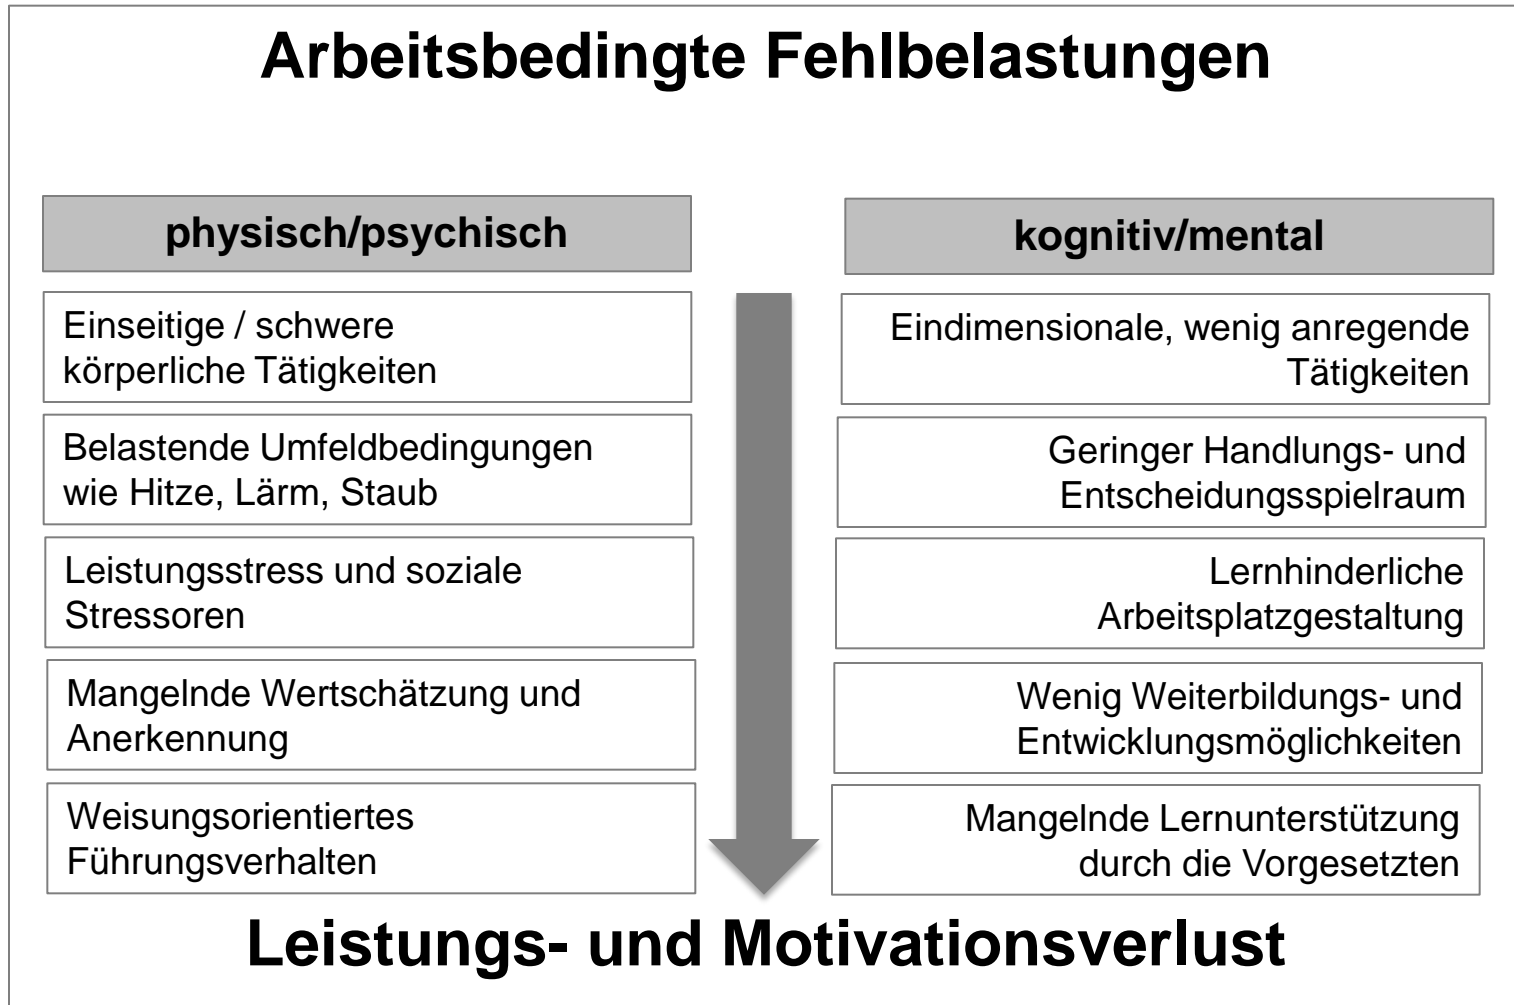 Arbeitsbedingte Fehlbelastungen
physisch/psychisch
Einseitige / schwere
körperliche Tätigkeiten
Belastende Umfeldbedingungen
wie Hitze, Lärm, Staub
Leistungsstress und soziale
Stressoren
Mangelnde Wertschätzung und
Anerkennung
Weisungsorientiertes
Führungsverhalten
kognitiv/mental
Eindimensionale, wenig anregende
Tätigkeiten
Geringer Handlungs- und
Entscheidungsspielraum
Lernhinderliche
Arbeitsplatzgestaltung
Wenig Weiterbildungs- und
Entwicklungsmöglichkeiten
Mangelnde Lernunterstützung
durch die Vorgesetzten
Leistungs- und Motivationsverlust